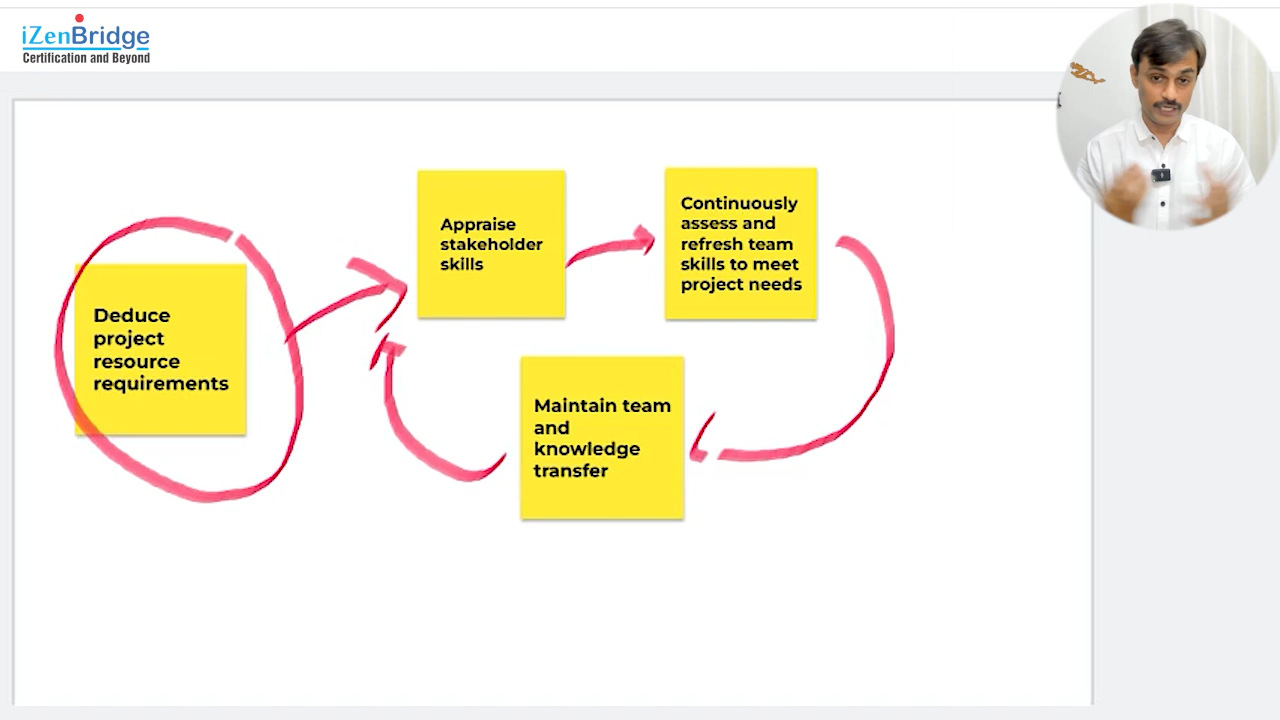 iZenBridge
Certification and Beyond
Deduce
project
resource
requirements
Appraise
stakeholder
skills
Continuously
assess and
refresh team
skills to meet
project needs
Maintain team
and
knowledge
transfer